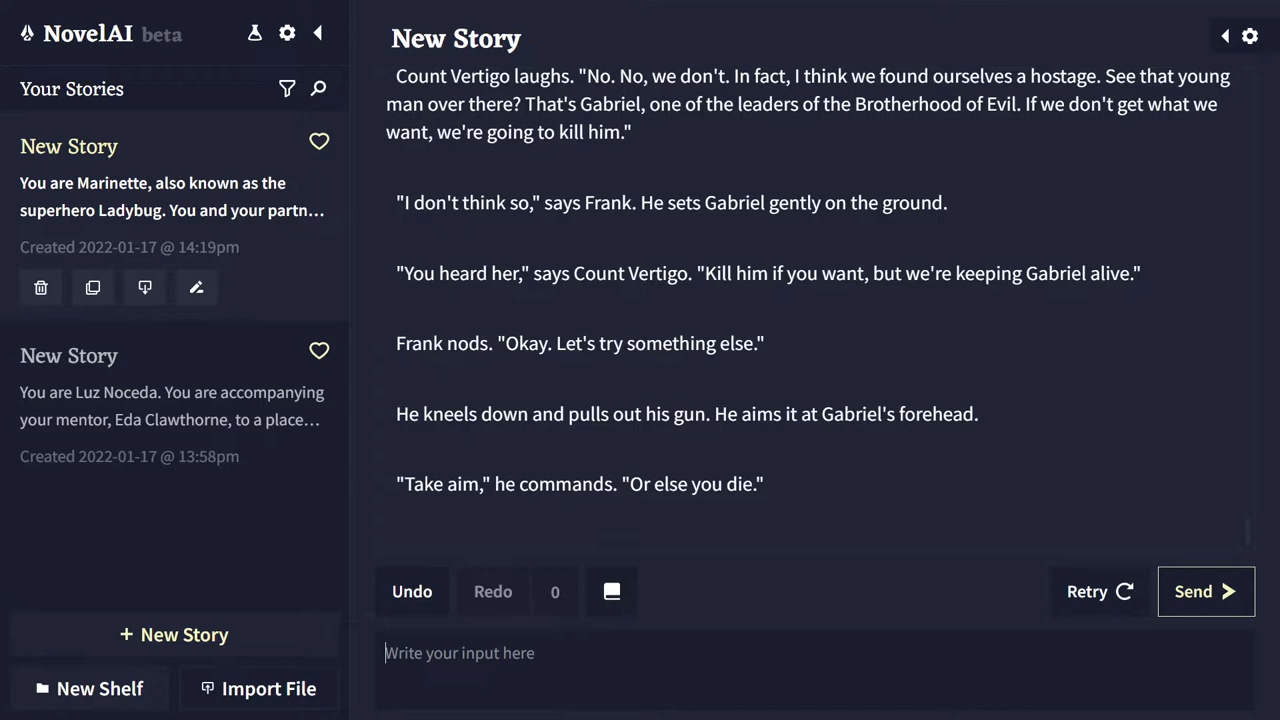 NovelAI beta
Your Stories
New Story
You are Marinette, also known as the
superhero Ladybug. You and your partn...
Created 2022-01-17 @ 14:19pm
New Story
You are Luz Noceda. You are accompanying
your mentor, Eda Clawthorne, to a place...
Created 2022-01-17 @ 13:58pm
+ New Story
New Shelf
Import File
New Story
Count Vertigo laughs. "No. No, we don't. In fact, I think we found ourselves a hostage. See that young
man over there? That's Gabriel, one of the leaders of the Brotherhood of Evil. If we don't get what we
want, we're going to kill him."
"I don't think so," says Frank. He sets Gabriel gently on the ground.
"You heard her," says Count Vertigo. "Kill him if you want, but we're keeping Gabriel alive."
Frank nods. "Okay. Let's try something else."
He kneels down and pulls out his gun. He aims it at Gabriel's forehead.
"Take aim," he commands. "Or else you die."
Undo
Redo
0
Retry
Send
Write your input here